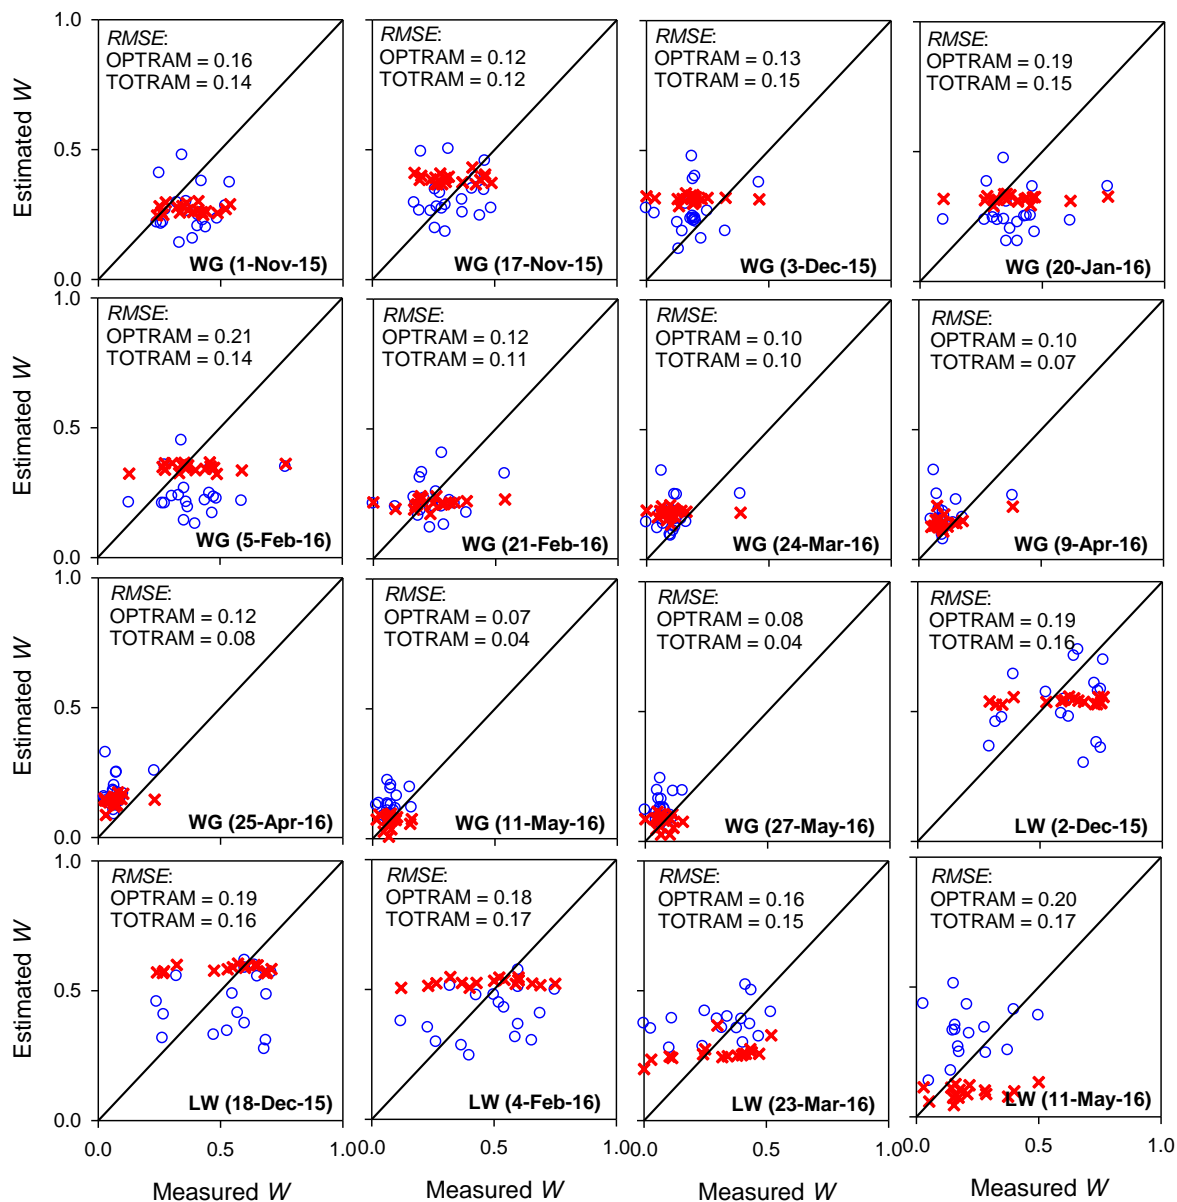 1.0
RMSE:
OPTRAM = 0.16
TOTRAM = 0.14
Estimated W
0.5
0.0
WG (1-Nov-15)
RMSE:
OPTRAM = 0.12
TOTRAM = 0.12
WG (17-Nov-15)
RMSE:
OPTRAM = 0.13
TOTRAM = 0.15
WG (3-Dec-15)
RMSE:
OPTRAM = 0.19
TOTRAM = 0.15
WG (20-Jan-16)
1.0
RMSE:
OPTRAM = 0.21
TOTRAM = 0.14
Estimated W
0.5
0.0
WG (5-Feb-16)
RMSE:
OPTRAM = 0.12
TOTRAM = 0.11
WG (21-Feb-16)
RMSE:
OPTRAM = 0.10
TOTRAM = 0.10
WG (24-Mar-16)
RMSE:
OPTRAM = 0.10
TOTRAM = 0.07
WG (9-Apr-16)
1.0
RMSE:
OPTRAM = 0.12
TOTRAM = 0.08
Estimated W
0.5
0.0
WG (25-Apr-16)
RMSE:
OPTRAM = 0.07
TOTRAM = 0.04
WG (11-May-16)
RMSE:
OPTRAM = 0.08
TOTRAM = 0.04
WG (27-May-16)
RMSE:
OPTRAM = 0.19
TOTRAM = 0.16
LW (2-Dec-15)
1.0
RMSE:
OPTRAM = 0.19
TOTRAM = 0.16
Estimated W
0.5
0.0
LW (18-Dec-15)
RMSE:
OPTRAM = 0.18
TOTRAM = 0.17
LW (4-Feb-16)
RMSE:
OPTRAM = 0.16
TOTRAM = 0.15
LW (23-Mar-16)
RMSE:
OPTRAM = 0.20
TOTRAM = 0.17
LW (11-May-16)
0.0 0.5 1.0
0.0 0.5
0.0 0.5
0.0 0.5 1.0
Measured W
Measured W
Measured W
Measured W